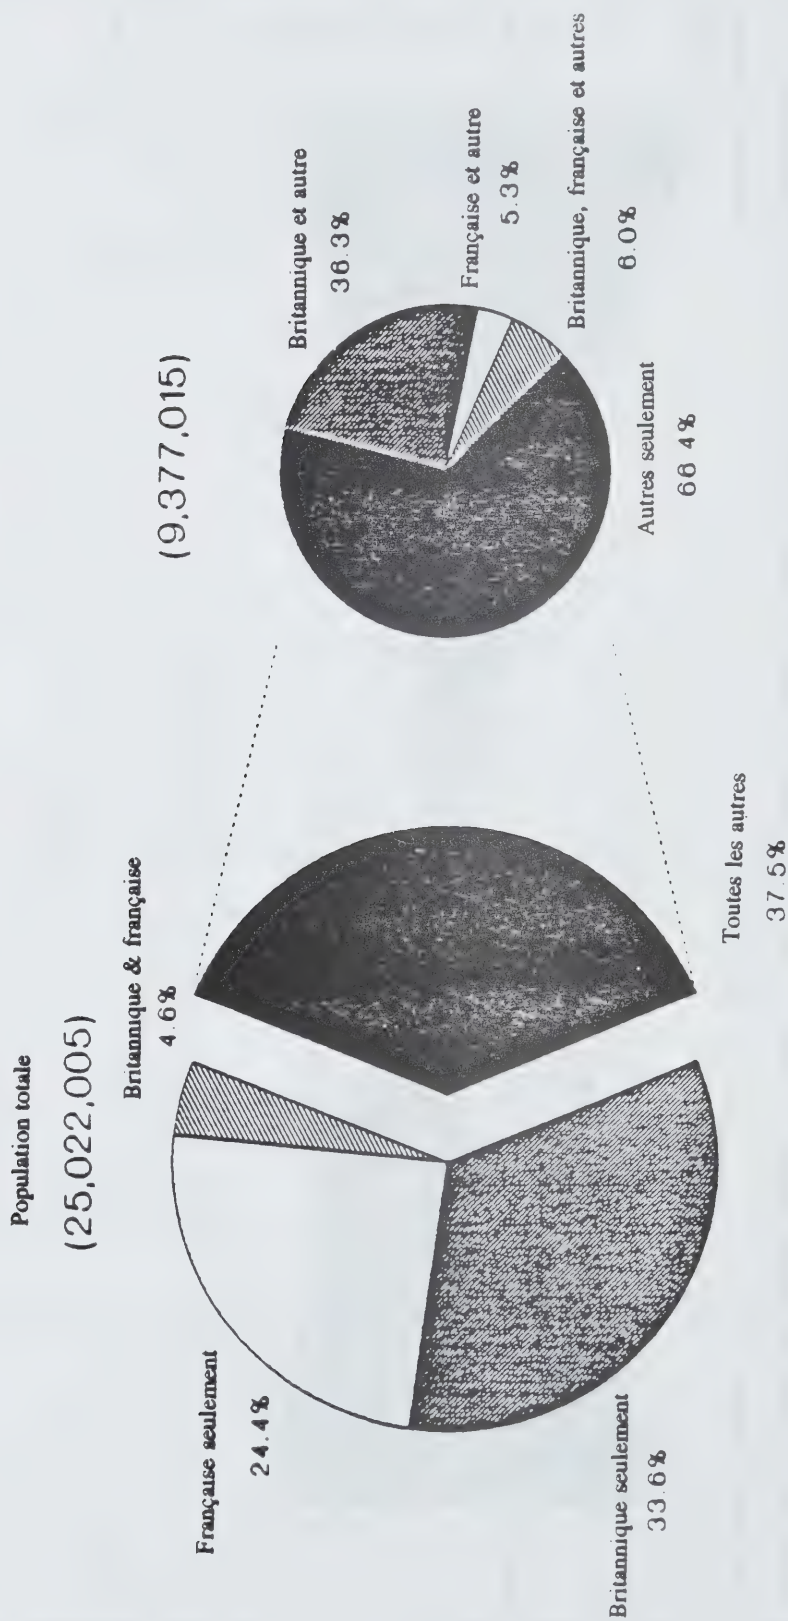 Population totale
(25,022,005)
Britannique & française
4.6%
Française seulement
24.4%
Britannique seulement
33.6%
Toutes les autres
37.5%
(9,377,015)
Britannique et autre
36.3%
Française et autre
5.3%
Britannique, française et autres
6.0%
Autres seulement
66 4%